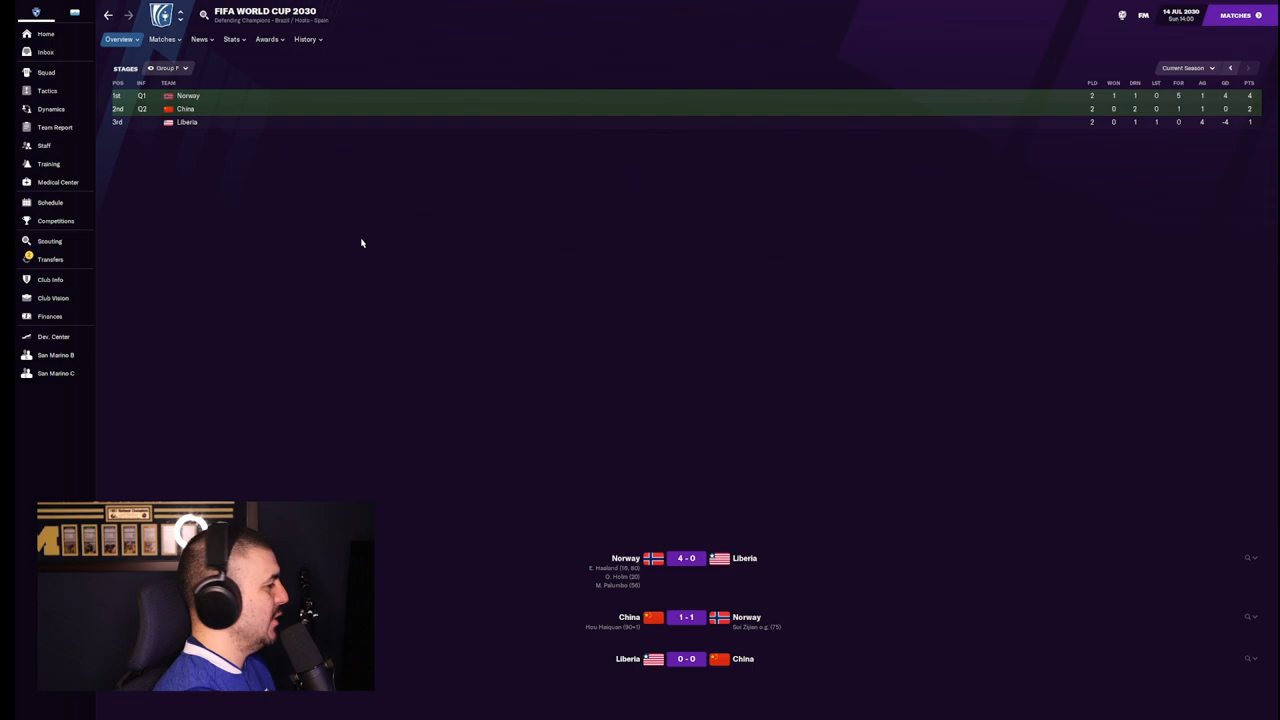 FIFA WORLD CUP 2030
Defending Champions - Brazil / Hosts - Spain
FM
14 JUL 2030
Sun 14:00
MATCHES
Overview
Matches
News
Stats
Awards
History
Home
Inbox
Squad
Tactics
Dynamics
Team Report
Staff
Training
Medical Center
Schedule
Competitions
Scouting
2
Transfers
Club Info
Club Vision
Finances
Dev. Center
San Marino B
San Marino C
STAGES Group F Current Season
POS INF TEAM PLD WON DRN LST FOR AG GD PTS
1st Q1 Norway 2 1 1 0 5 1 4 4
2nd Q2 China 2 0 2 0 1 1 0 2
3rd Liberia 2 0 1 1 0 4 -4 1
Norway 4 - 0 Liberia
E. Haaland (16, 80)
O. Holm (20)
M. Palumbo (56)
China 1 - 1 Norway
Hou Haiquan (90+1) Sui Zijian o.g. (75)
Liberia 0 - 0 China
M